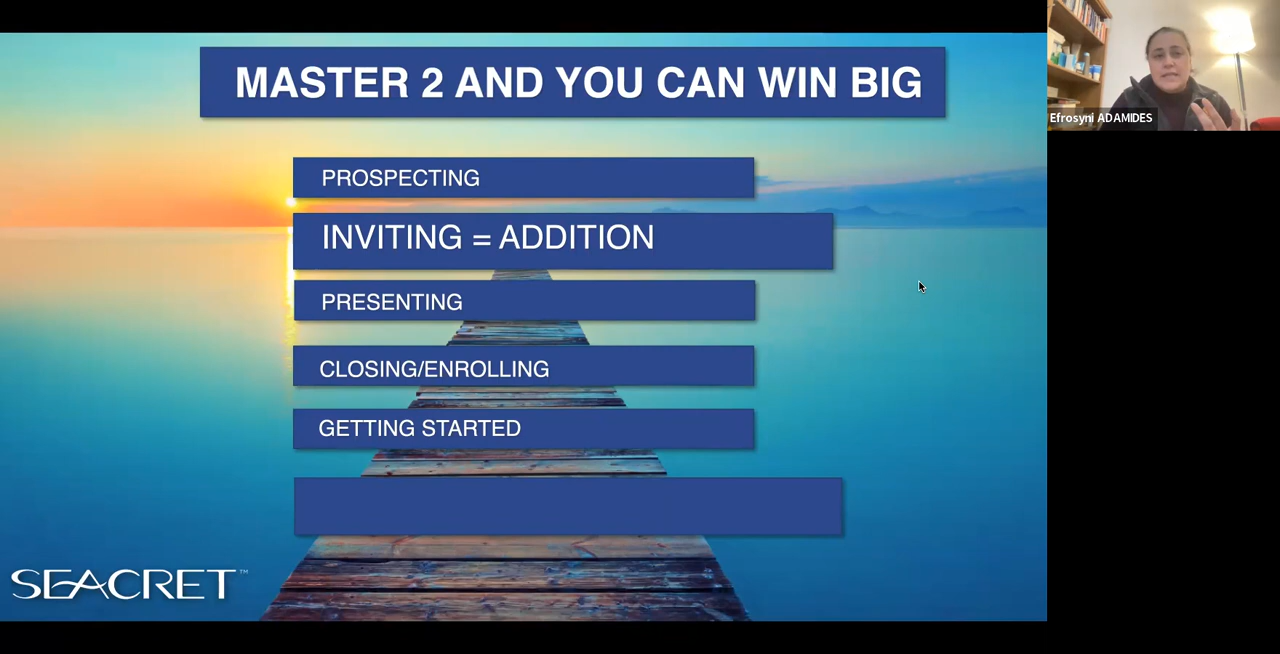 MASTER 2 AND YOU CAN WIN BIG
PROSPECTING
INVITING = ADDITION
PRESENTING
CLOSING/ENROLLING
GETTING STARTED
SEACRET™
Efrosyni ADAMIDES